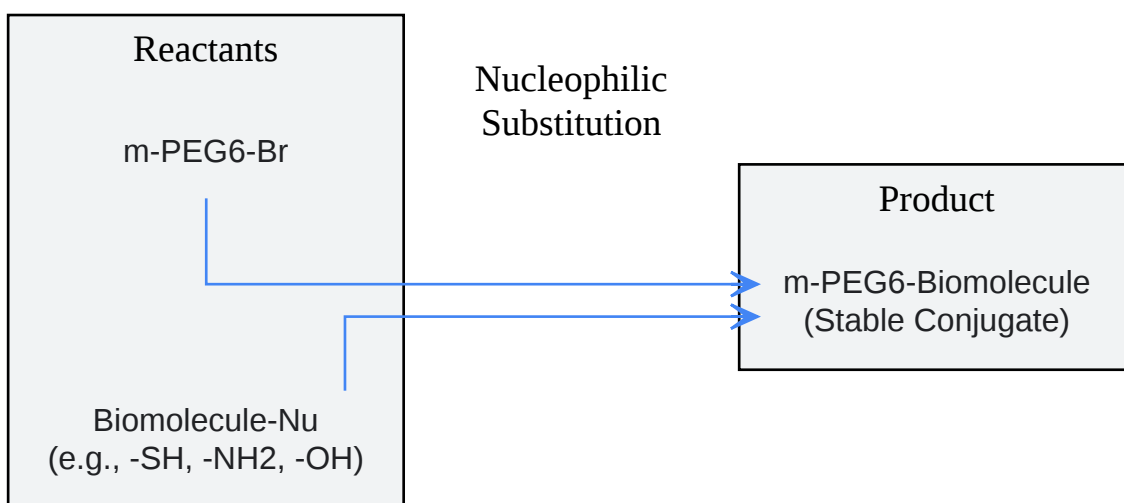 Reactants
m-PEG6-Br
Biomolecule-Nu
(e.g., -SH, -NH2, -OH)
Nucleophilic
Substitution
Product
m-PEG6-Biomolecule
(Stable Conjugate)